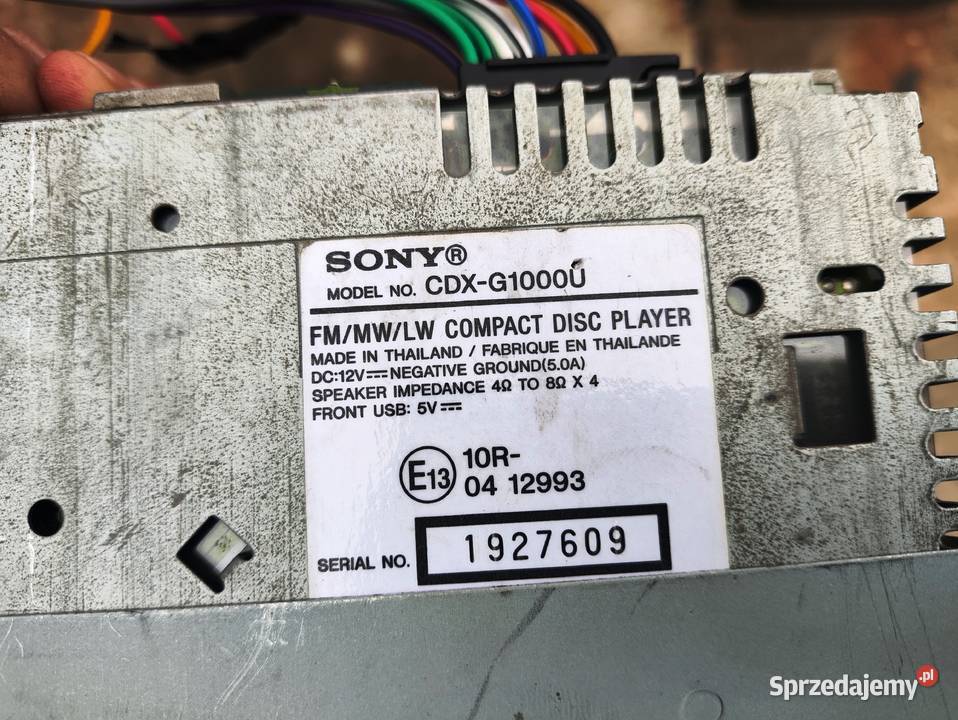 SONY®
MODEL NO. CDX-G1000U
FM/MW/LW COMPACT DISC PLAYER
MADE IN THAILAND / FABRIQUE EN THAILANDE
DC:12V⎓NEGATIVE GROUND(5.0A)
SPEAKER IMPEDANCE 4Ω TO 8Ω X 4
FRONT USB: 5V⎓
E13 10R-
04 12993
SERIAL NO. 1927609
Sprzedajemy.pl